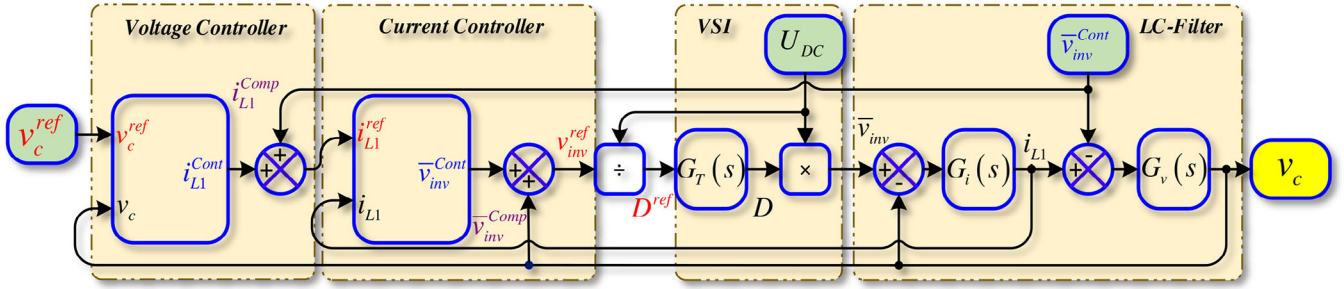 Voltage Controller
Current Controller
VSI
LC-Filter
U_DC
v̅_inv^Cont
i_L1^Comp
v_c^ref
v_c^ref
i_L1^Cont
v_c
+
+
i_L1^ref
v̅_inv^Cont
i_L1
v̅_inv^Comp
+
+
v_inv^ref
÷
D^ref
G_T(s)
D
×
v̅_inv
+
-
G_i(s)
i_L1
-
+
G_v(s)
v_c